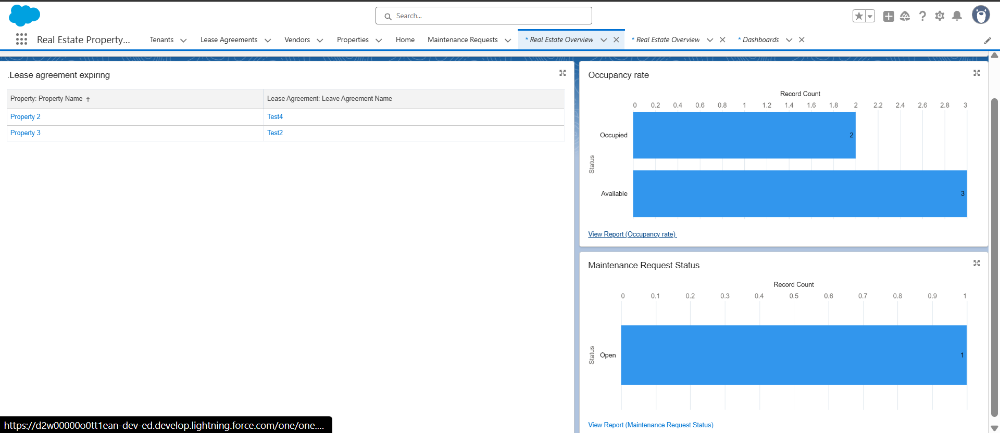 Search...
Real Estate Property...
Tenants
Lease Agreements
Vendors
Properties
Home
Maintenance Requests
* Real Estate Overview
* Real Estate Overview
* Dashboards
.Lease agreement expiring
Property: Property Name ↑
Lease Agreement: Leave Agreement Name
Property 2
Test4
Property 3
Test2
Occupancy rate
Record Count
0 0.2 0.4 0.6 0.8 1 1.2 1.4 1.6 1.8 2 2.2 2.4 2.6 2.8 3
Status
Occupied
2
Available
3
View Report (Occupancy rate)
Maintenance Request Status
Record Count
0 0.1 0.2 0.3 0.4 0.5 0.6 0.7 0.8 0.9 1
Status
Open
1
View Report (Maintenance Request Status)
https://d2w00000o0tt1ean-dev-ed.develop.lightning.force.com/one/one....